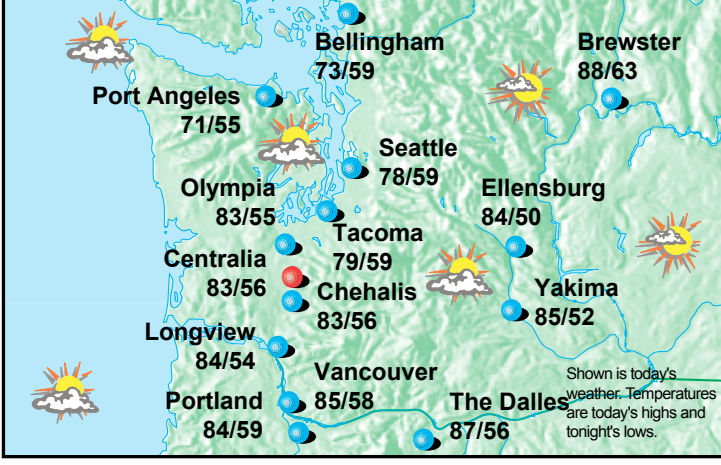 Bellingham
73/59
Brewster
88/63
Port Angeles
71/55
Seattle
78/59
Olympia
83/55
Ellensburg
84/50
Tacoma
79/59
Centralia
83/56
Chehalis
83/56
Yakima
85/52
Longview
84/54
Vancouver
85/58
Portland
84/59
The Dalles
87/56
Shown is today's
weather. Temperatures
are today's highs and
tonight's lows.